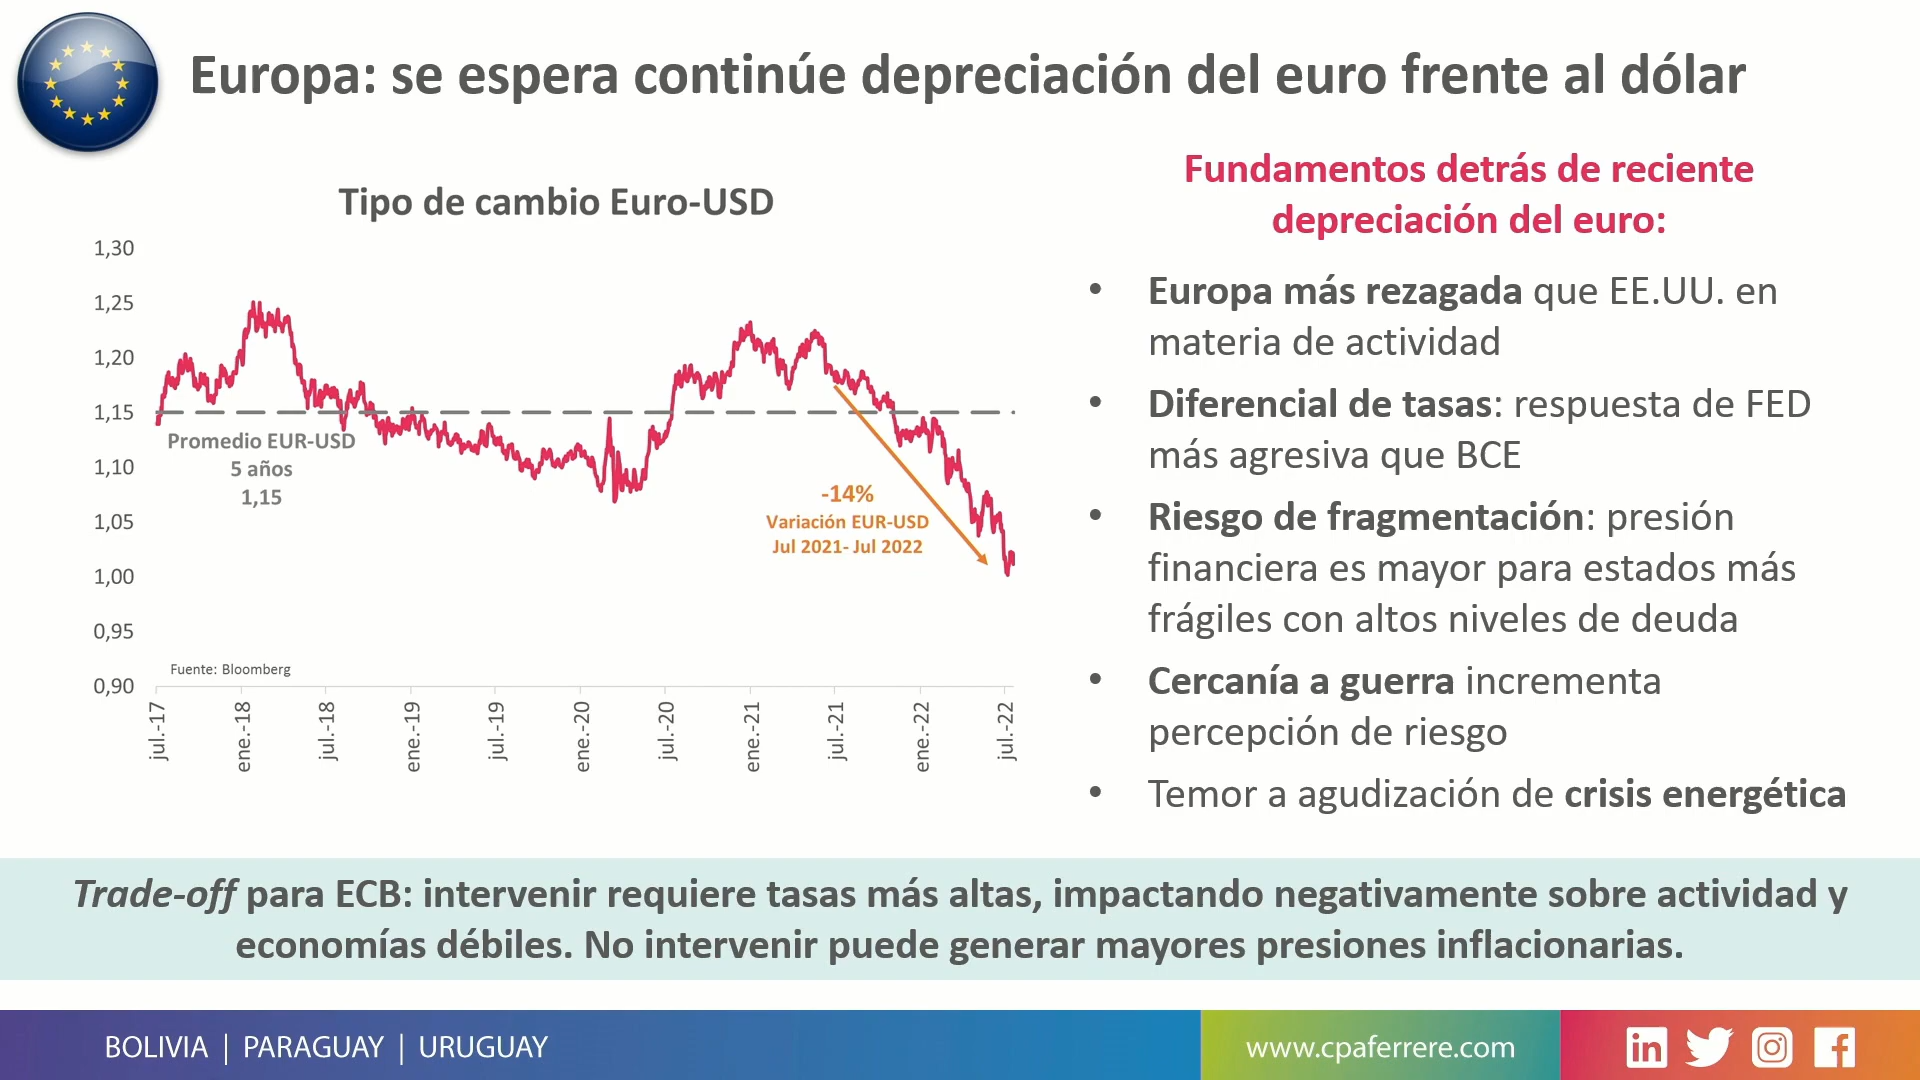 Europa: se espera continúe depreciación del euro frente al dólar
Tipo de cambio Euro-USD
1,30
1,25
1,20
1,15
1,10
1,05
1,00
0,95
0,90
Promedio EUR-USD
5 años
1,15
-14%
Variación EUR-USD
Jul 2021- Jul 2022
Fuente: Bloomberg
jul.-17
ene.-18
jul.-18
ene.-19
jul.-19
ene.-20
jul.-20
ene.-21
jul.-21
ene.-22
jul.-22
Fundamentos detrás de reciente
depreciación del euro:
• Europa más rezagada que EE.UU. en
materia de actividad
• Diferencial de tasas: respuesta de FED
más agresiva que BCE
• Riesgo de fragmentación: presión
financiera es mayor para estados más
frágiles con altos niveles de deuda
• Cercanía a guerra incrementa
percepción de riesgo
• Temor a agudización de crisis energética
Trade-off para ECB: intervenir requiere tasas más altas, impactando negativamente sobre actividad y
economías débiles. No intervenir puede generar mayores presiones inflacionarias.
BOLIVIA | PARAGUAY | URUGUAY
www.cpaferrere.com